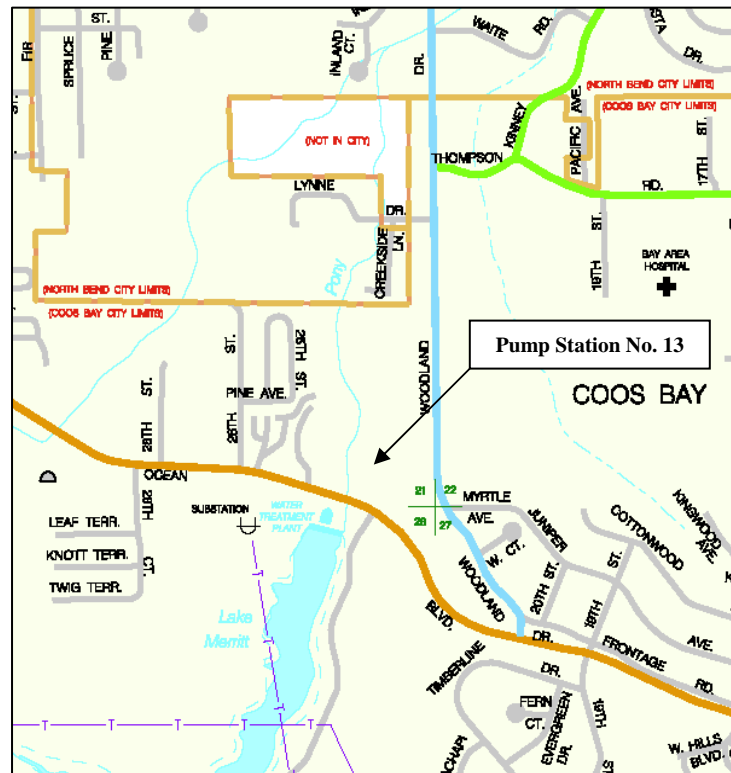 ST.
WAITE RD.
DR.
FIR
SPRUCE
PINE
INLAND CT.
DR.
(NORTH BEND CITY LIMITS)
(COOS BAY CITY LIMITS)
(NOT IN CITY)
KINNEY
PACIFIC AVE.
THOMPSON
RD.
17TH ST.
ST.
LYNNE
DR.
CREEKSIDE LN.
19TH ST.
BAY AREA
HOSPITAL
Pony
(NORTH BEND CITY LIMITS)
(COOS BAY CITY LIMITS)
Pump Station No. 13
WOODLAND
COOS BAY
28TH ST.
26TH ST.
25TH ST.
PINE AVE.
OCEAN
BLVD.
SUBSTATION
WATER
TREATMENT
PLANT
21 22
28 27
MYRTLE
AVE.
JUNIPER
COTTONWOOD
KINGWOOD
AVE.
LEAF TERR.
KNOTT TERR.
TWIG TERR.
28TH
CT.
W. CT.
WOODLAND
DR.
20TH ST.
19TH ST.
Lake
Merritt
FRONTAGE
RD.
AVE.
TIMBERLINE
DR.
FERN
CT.
EVERGREEN
DR.
19TH
ST.
W. HILLS
BLVD.
T T T T
T
T
T